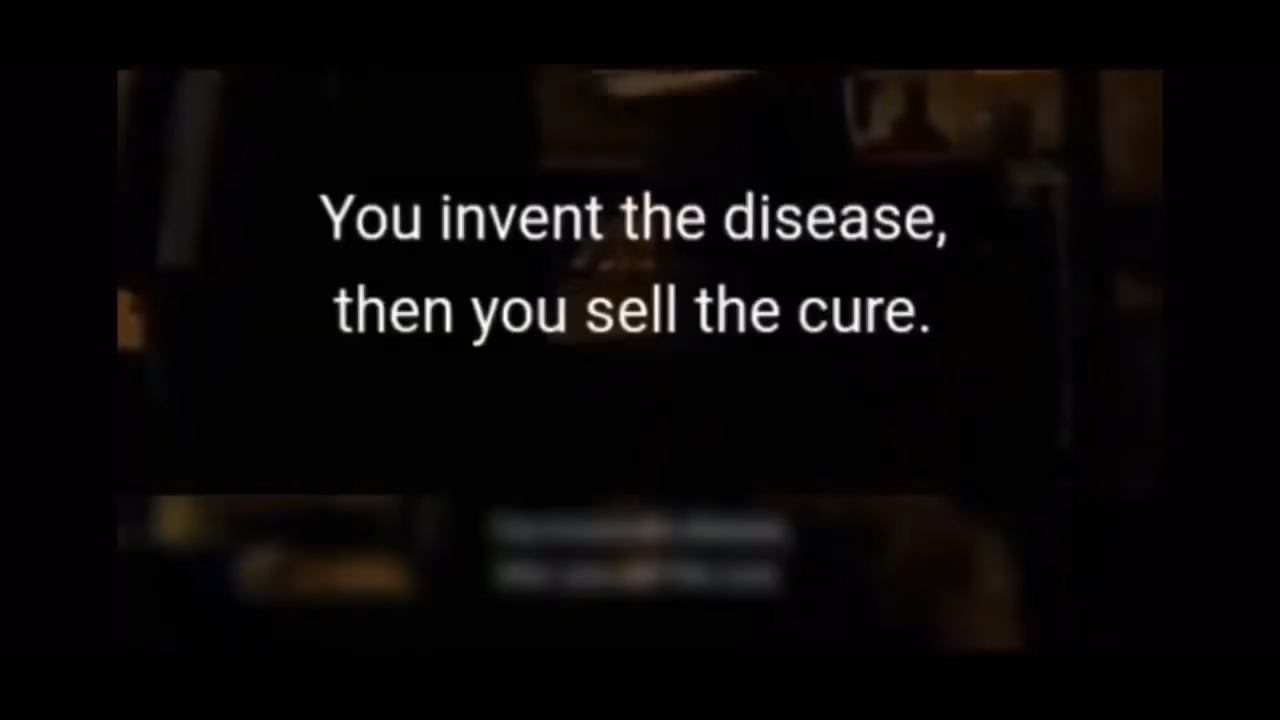 You invent the disease,
then you sell the cure.